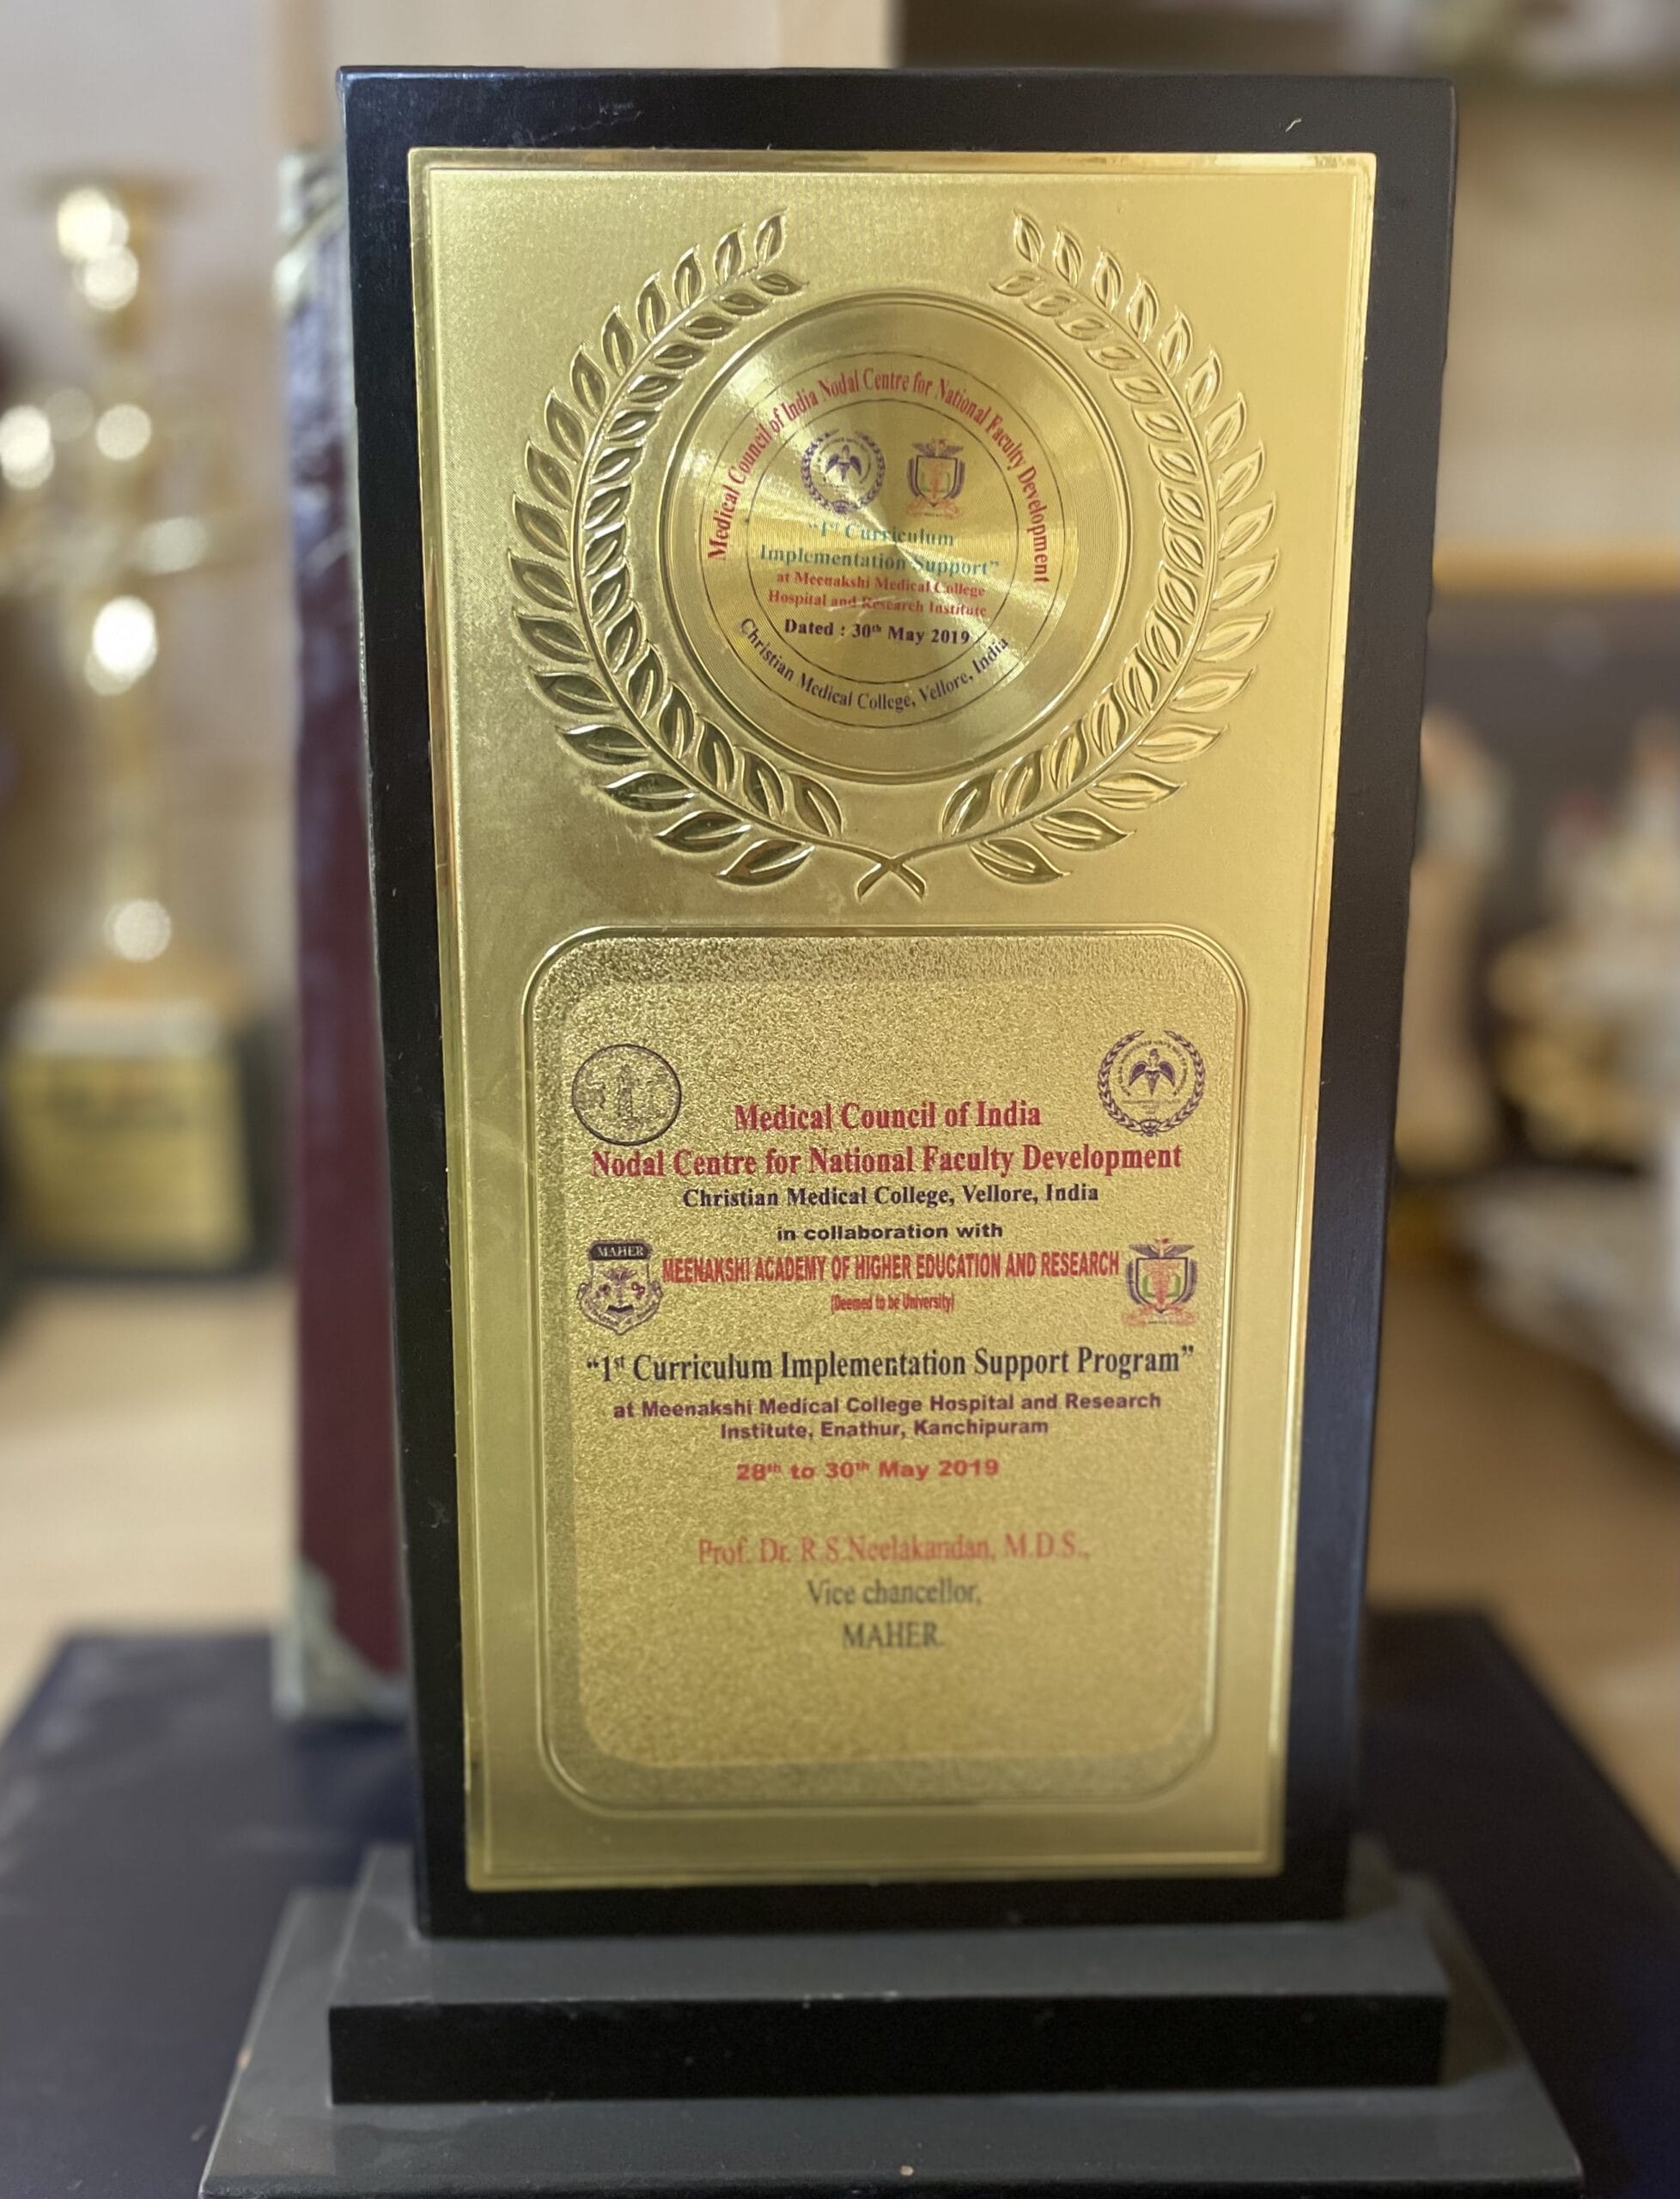 Medical Council of India Nodal Centre for National Faculty Development
“1st Curriculum
Implementation Support”
at Meenakshi Medical College
Hospital and Research Institute
Dated : 30th May 2019
Christian Medical College, Vellore, India
Medical Council of India
Nodal Centre for National Faculty Development
Christian Medical College, Vellore, India
in collaboration with
MAHER
MEENAKSHI ACADEMY OF HIGHER EDUCATION AND RESEARCH
(Deemed to be University)
“1st Curriculum Implementation Support Program”
at Meenakshi Medical College Hospital and Research
Institute, Enathur, Kanchipuram
28th to 30th May 2019
Prof. Dr. R.S.Neelakandan, M.D.S.,
Vice chancellor,
MAHER.